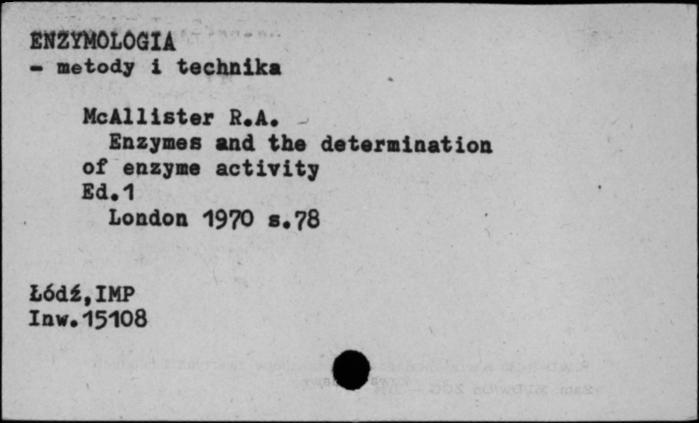 ENZYMOLOGIA
- metody i technika
McAllister R.A.
Enzymes and the determination
of enzyme activity
Ed.1
London 1970 s.78
Łódź,IMP
Inw.15108